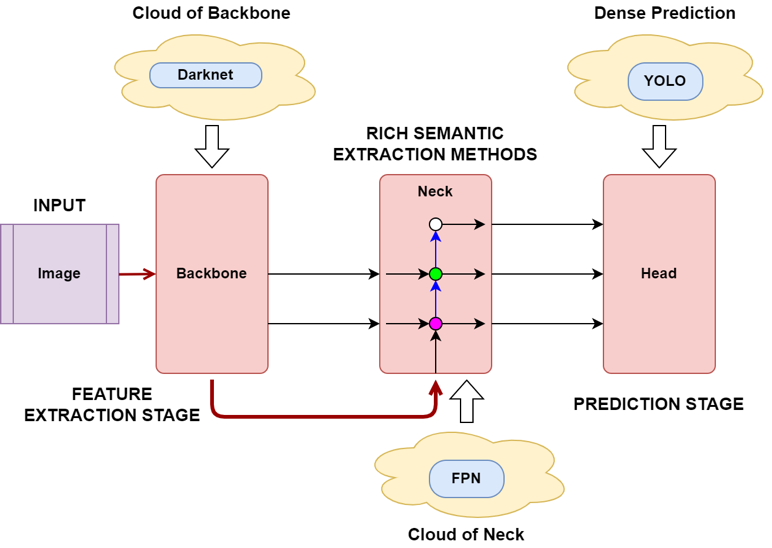 Cloud of Backbone
Dense Prediction
Darknet
YOLO
RICH SEMANTIC
EXTRACTION METHODS
INPUT
Neck
Image
Backbone
Head
FEATURE
EXTRACTION STAGE
PREDICTION STAGE
FPN
Cloud of Neck